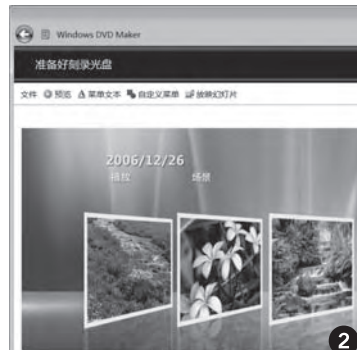 Windows DVD Maker
准备好刻录光盘
文件 预览 A 菜单文本 自定义菜单 放映幻灯片
2006/12/26
播放 场景
2